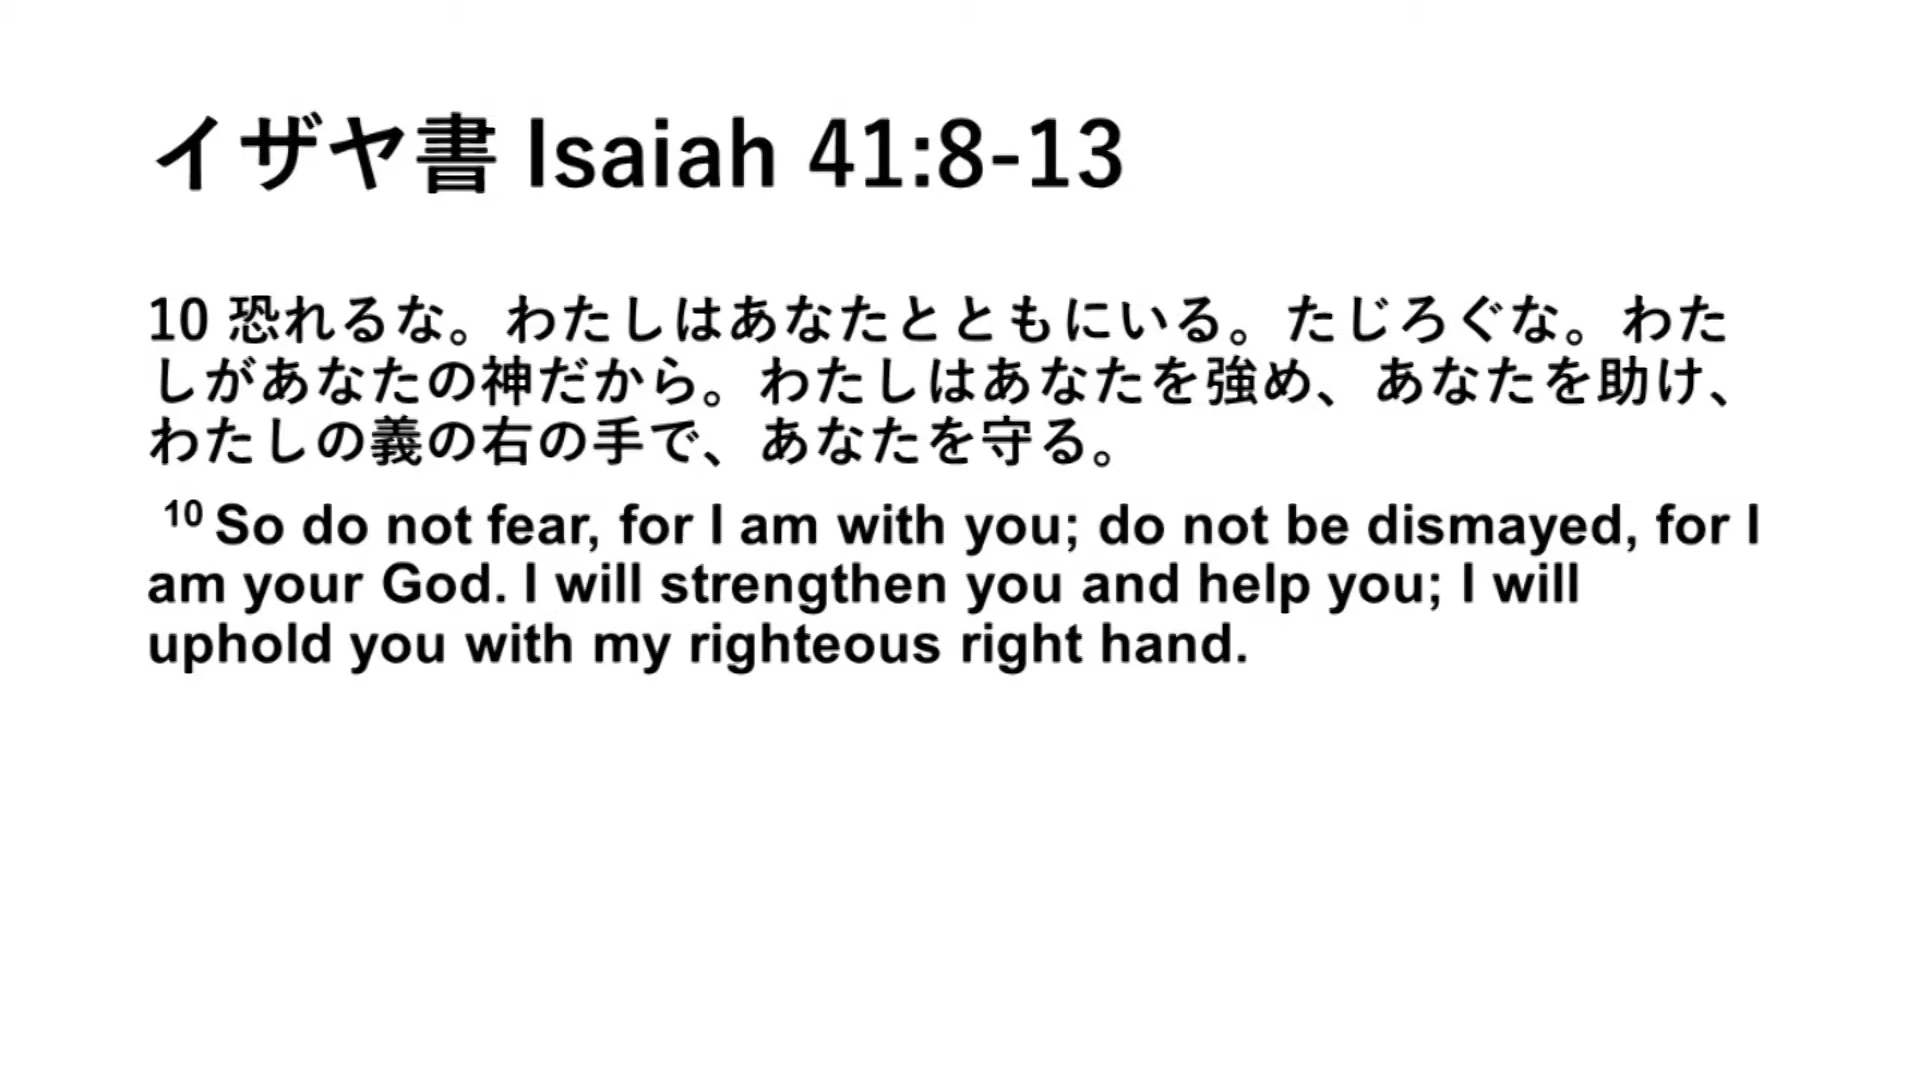 イザヤ書 Isaiah 41:8-13
10 恐れるな。わたしはあなたとともにいる。たじろぐな。わた
しがあなたの神だから。わたしはあなたを強め、あなたを助け、
わたしの義の右の手で、あなたを守る。
10 So do not fear, for I am with you; do not be dismayed, for I
am your God. I will strengthen you and help you; I will
uphold you with my righteous right hand.